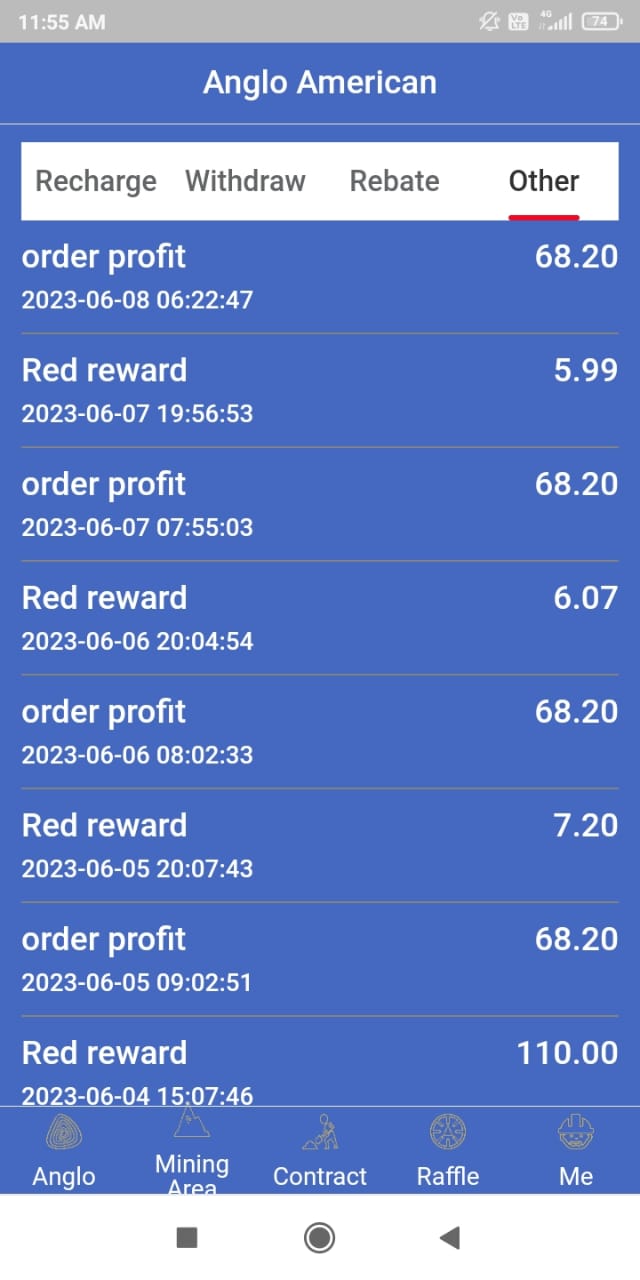 11:55 AM
Vo LTE
4G
74
Anglo American
Recharge Withdraw Rebate Other
order profit 68.20
2023-06-08 06:22:47
Red reward 5.99
2023-06-07 19:56:53
order profit 68.20
2023-06-07 07:55:03
Red reward 6.07
2023-06-06 20:04:54
order profit 68.20
2023-06-06 08:02:33
Red reward 7.20
2023-06-05 20:07:43
order profit 68.20
2023-06-05 09:02:51
Red reward 110.00
2023-06-04 15:07:46
Anglo Mining Contract Raffle Me
Area